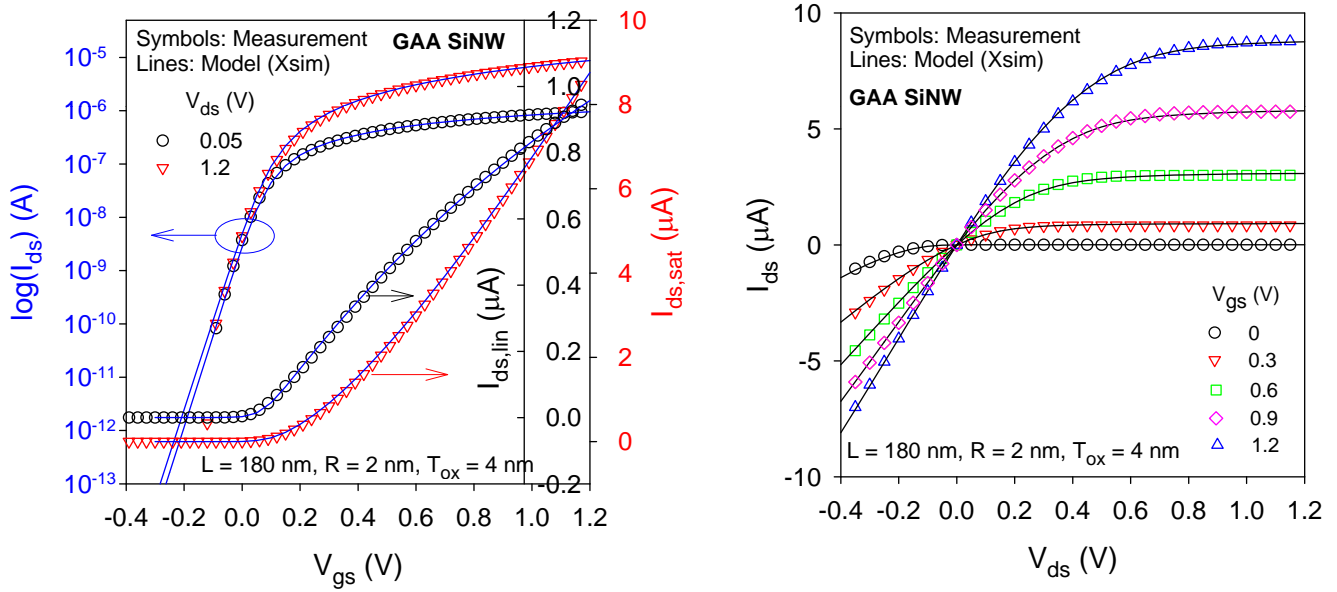 Symbols: Measurement
Lines: Model (Xsim)
GAA SiNW
V_ds (V)
0.05
1.2
log(I_ds) (A)
10^-5
10^-6
10^-7
10^-8
10^-9
10^-10
10^-11
10^-12
10^-13
1.2
1.0
0.8
0.6
0.4
0.2
0.0
-0.2
I_ds,lin (μA)
10
8
6
4
2
0
I_ds,sat (μA)
L = 180 nm, R = 2 nm, T_ox = 4 nm
-0.4 -0.2 0.0 0.2 0.4 0.6 0.8 1.0 1.2
V_gs (V)
Symbols: Measurement
Lines: Model (Xsim)
GAA SiNW
I_ds (μA)
10
5
0
-5
-10
V_gs (V)
0
0.3
0.6
0.9
1.2
L = 180 nm, R = 2 nm, T_ox = 4 nm
-0.4 -0.2 0.0 0.2 0.4 0.6 0.8 1.0 1.2
V_ds (V)